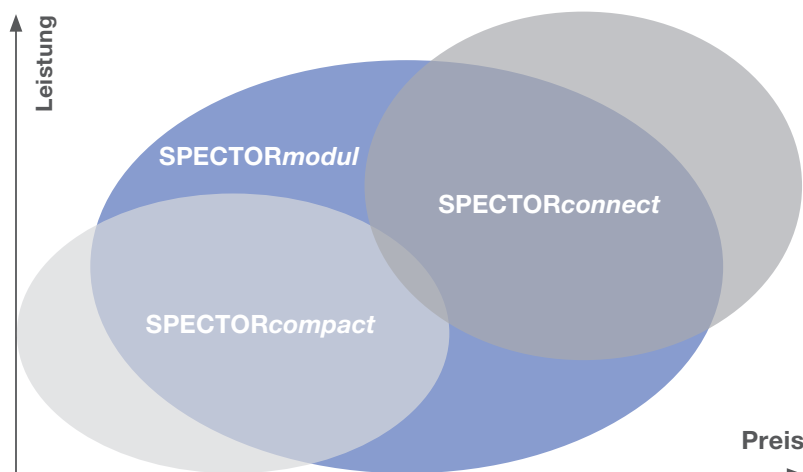 Leistung
SPECTORmodul
SPECTORconnect
SPECTORcompact
Preis